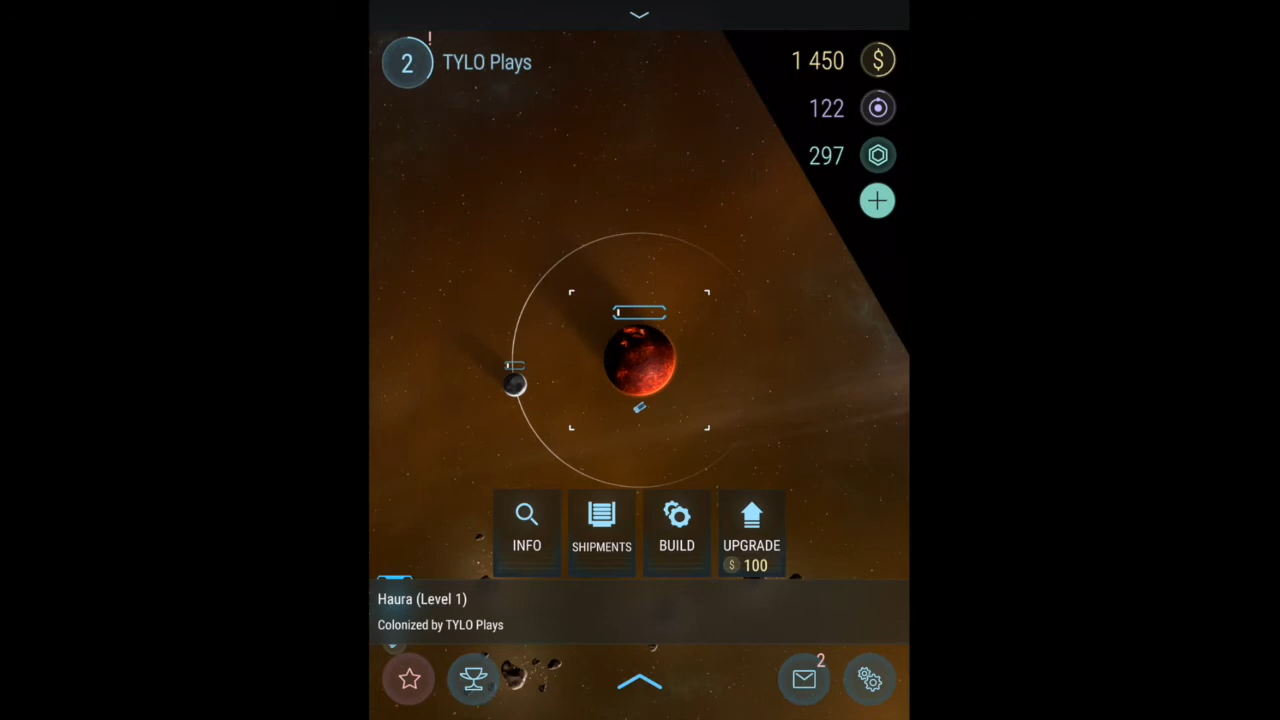 2
!
TYLO Plays
1 450
$
122
297
INFO
SHIPMENTS
BUILD
UPGRADE
$ 100
Haura (Level 1)
Colonized by TYLO Plays
2